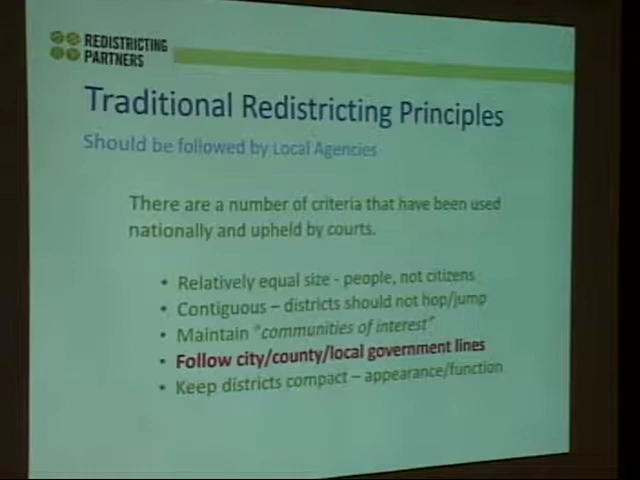 REDISTRICTING
PARTNERS
Traditional Redistricting Principles
Should be followed by Local Agencies
There are a number of criteria that have been used
nationally and upheld by courts.
• Relatively equal size - people, not citizens
• Contiguous – districts should not hop/jump
• Maintain "communities of interest"
• Follow city/county/local government lines
• Keep districts compact – appearance/function